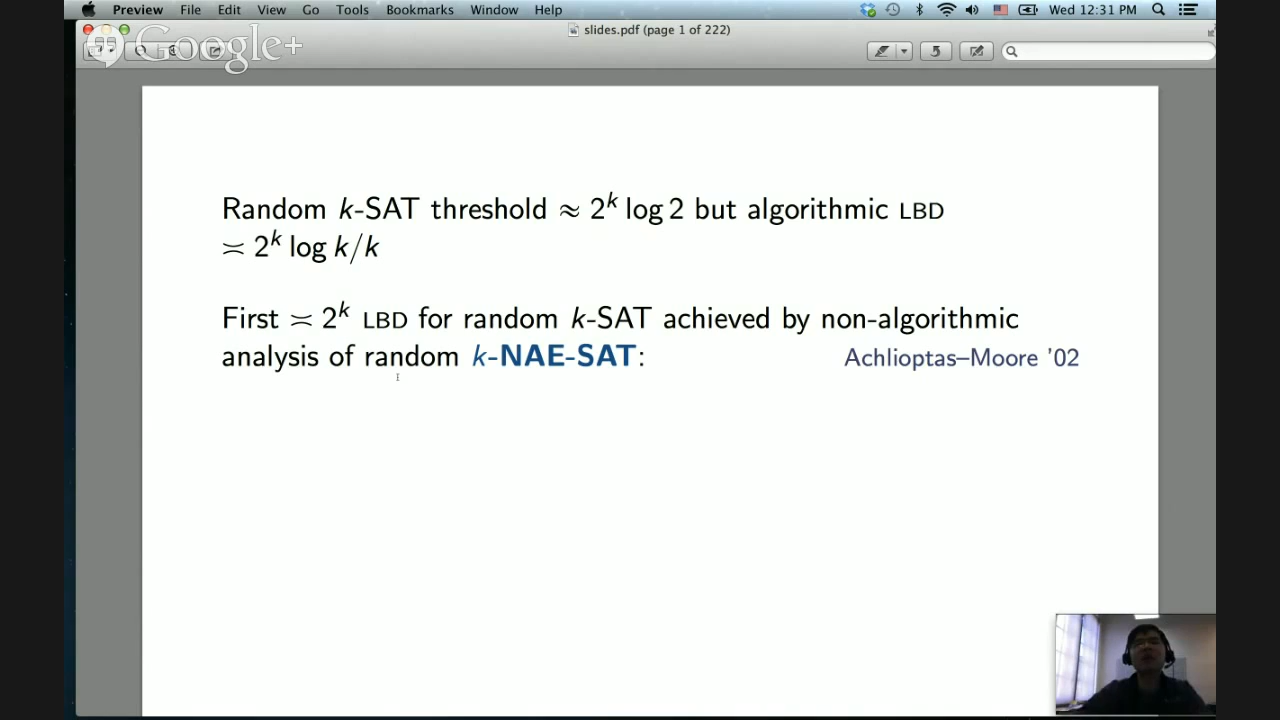 Preview File Edit View Go Tools Bookmarks Window Help Wed 12:31 PM
Google+
slides.pdf (page 1 of 222)
Random k-SAT threshold ≈ 2^k log 2 but algorithmic LBD
≍ 2^k log k/k
First ≍ 2^k LBD for random k-SAT achieved by non-algorithmic
analysis of random k-NAE-SAT: Achlioptas–Moore '02